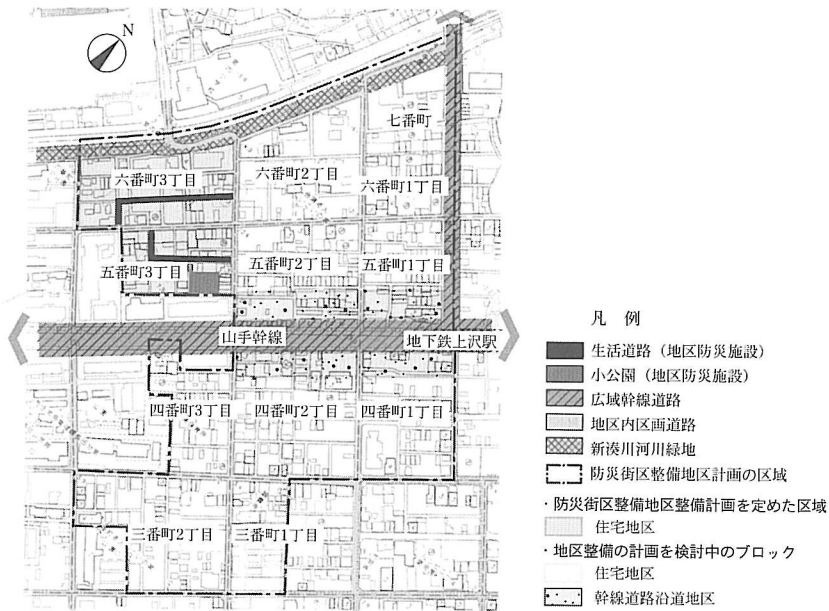 N
七番町
六番町3丁目
六番町2丁目
六番町1丁目
五番町3丁目
五番町2丁目
五番町1丁目
山手幹線
地下鉄上沢駅
四番町3丁目
四番町2丁目
四番町1丁目
三番町2丁目
三番町1丁目
凡 例
生活道路（地区防災施設）
小公園（地区防災施設）
広域幹線道路
地区内区画道路
新湊川河川緑地
防災街区整備地区計画の区域
・防災街区整備地区整備計画を定めた区域
住宅地区
・地区整備の計画を検討中のブロック
住宅地区
幹線道路沿道地区